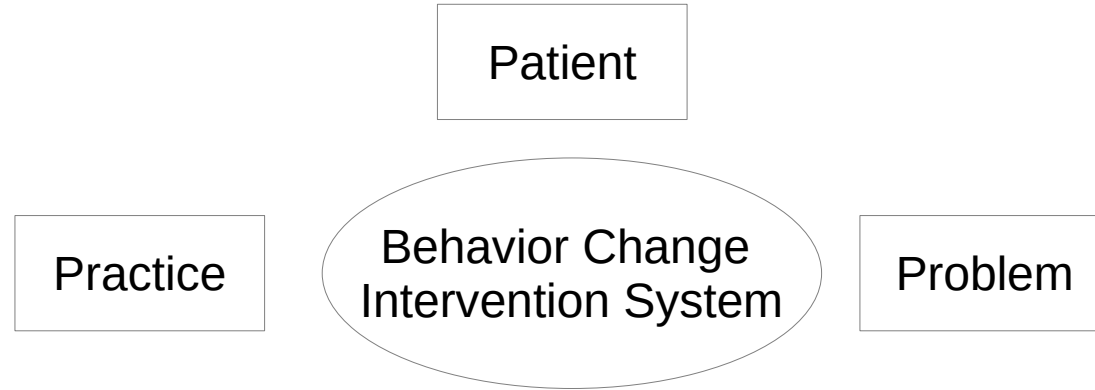 Patient
Practice
Behavior Change
Intervention System
Problem